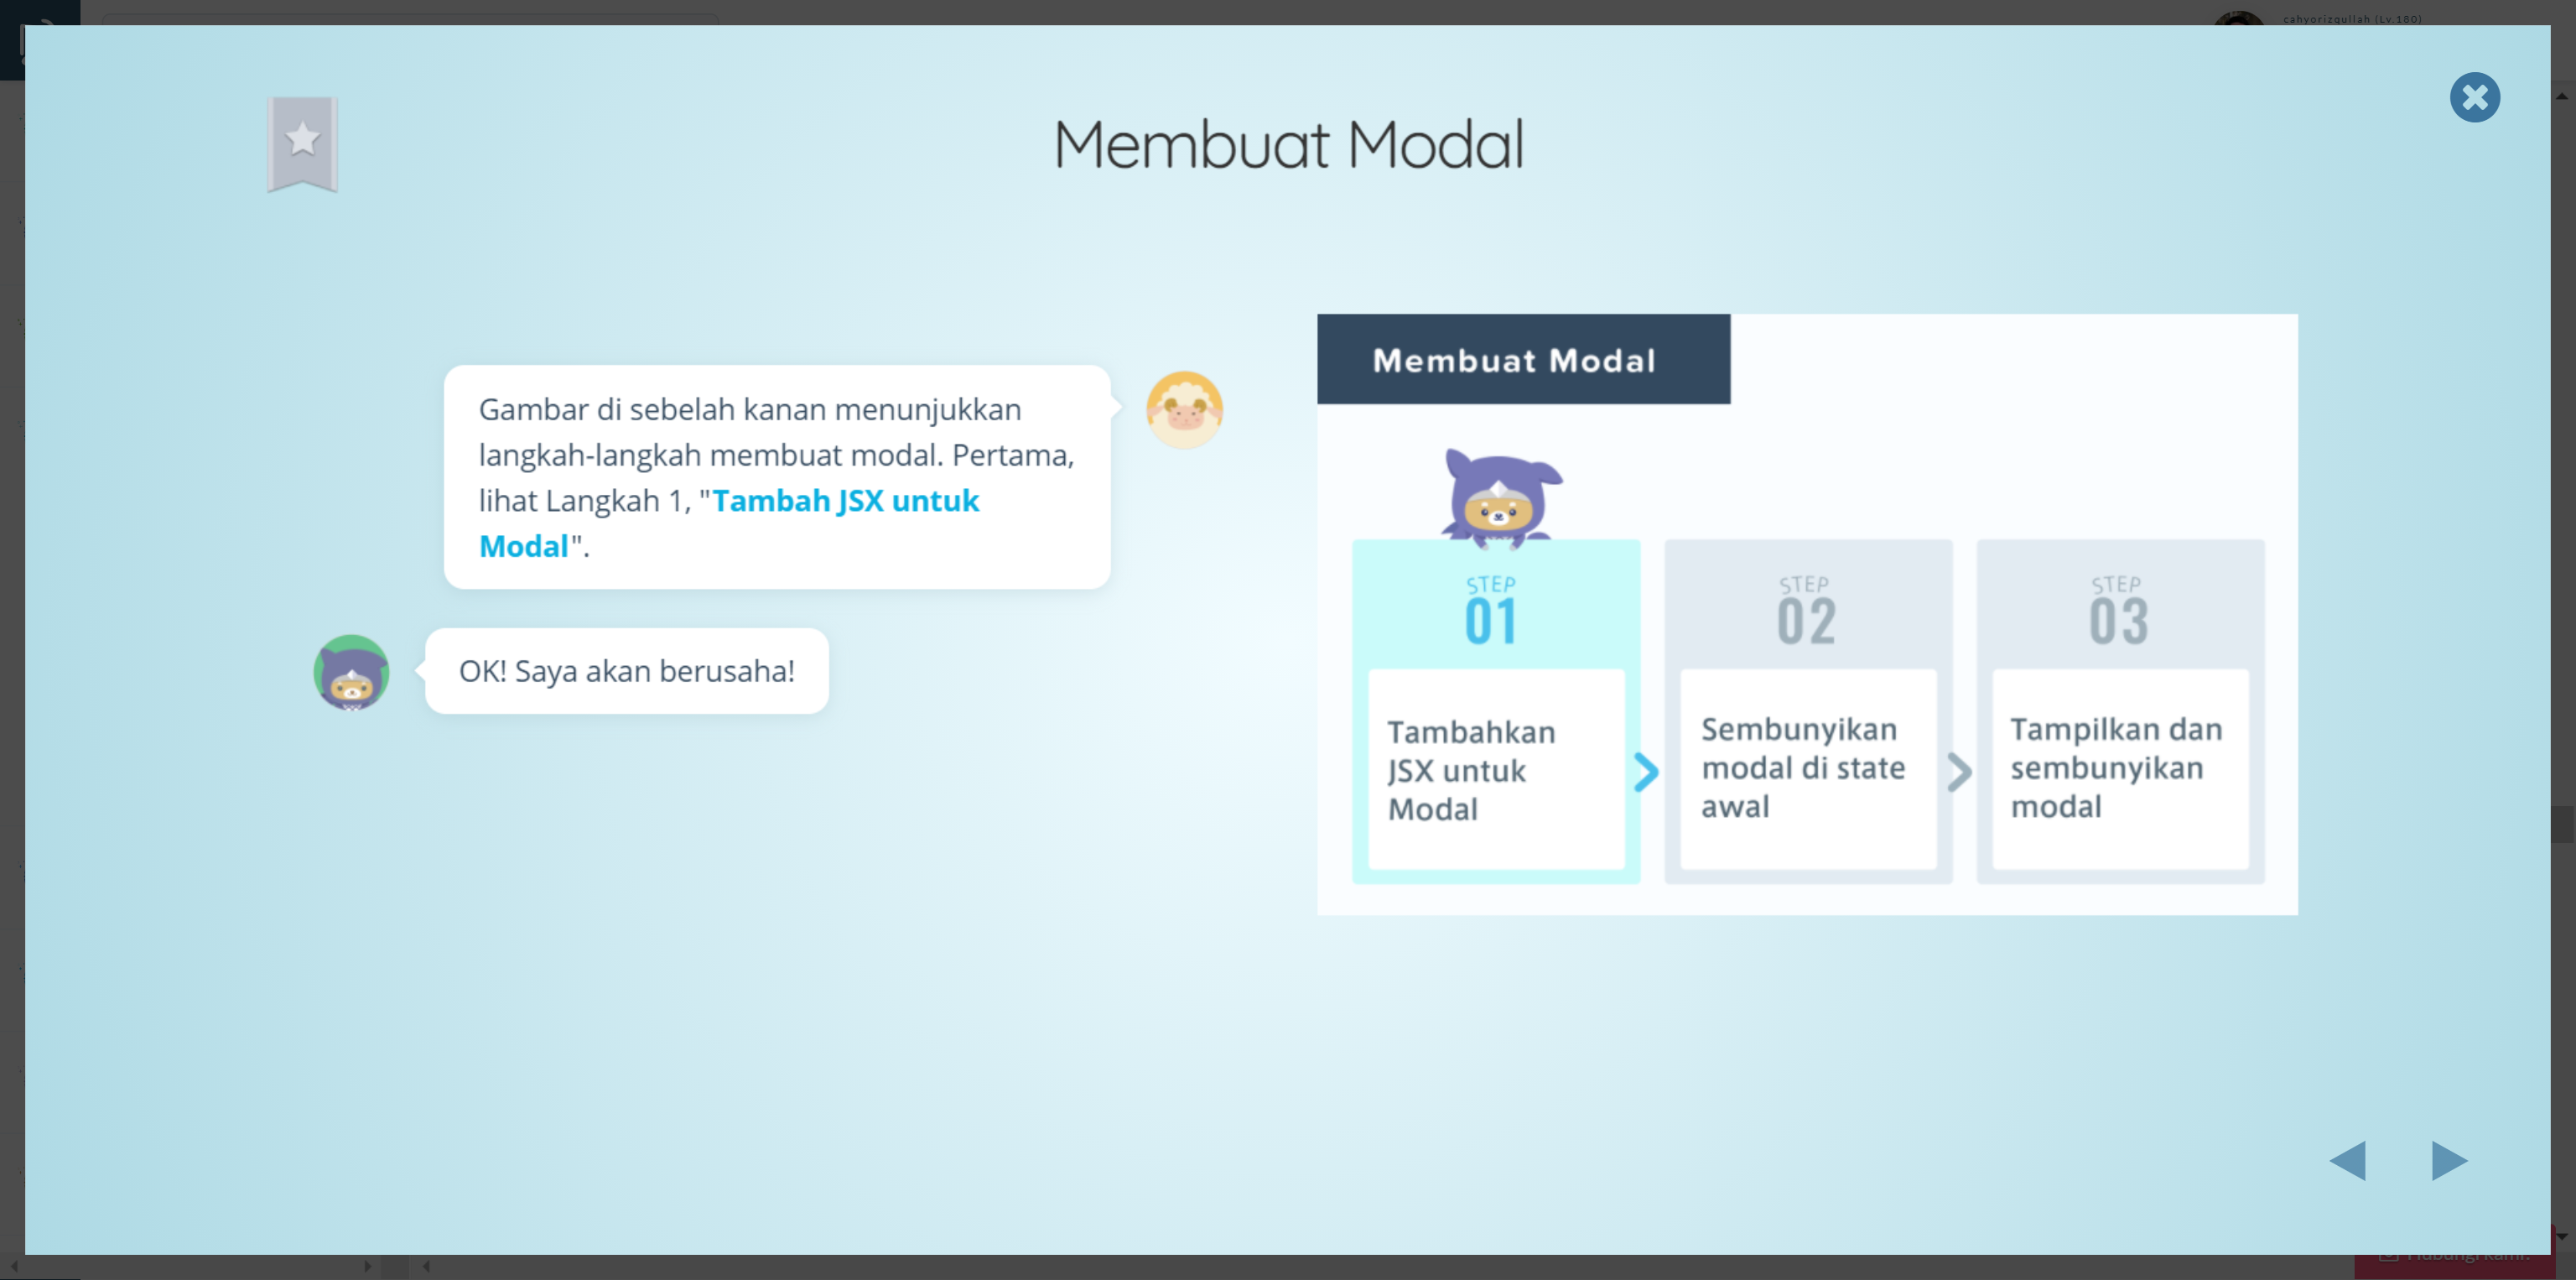 cahyorizqullah (Lv.180)
Membuat Modal
Gambar di sebelah kanan menunjukkan
langkah-langkah membuat modal. Pertama,
lihat Langkah 1, "Tambah JSX untuk
Modal".
OK! Saya akan berusaha!
Membuat Modal
STEP
01
Tambahkan
JSX untuk
Modal
STEP
02
Sembunyikan
modal di state
awal
STEP
03
Tampilkan dan
sembunyikan
modal